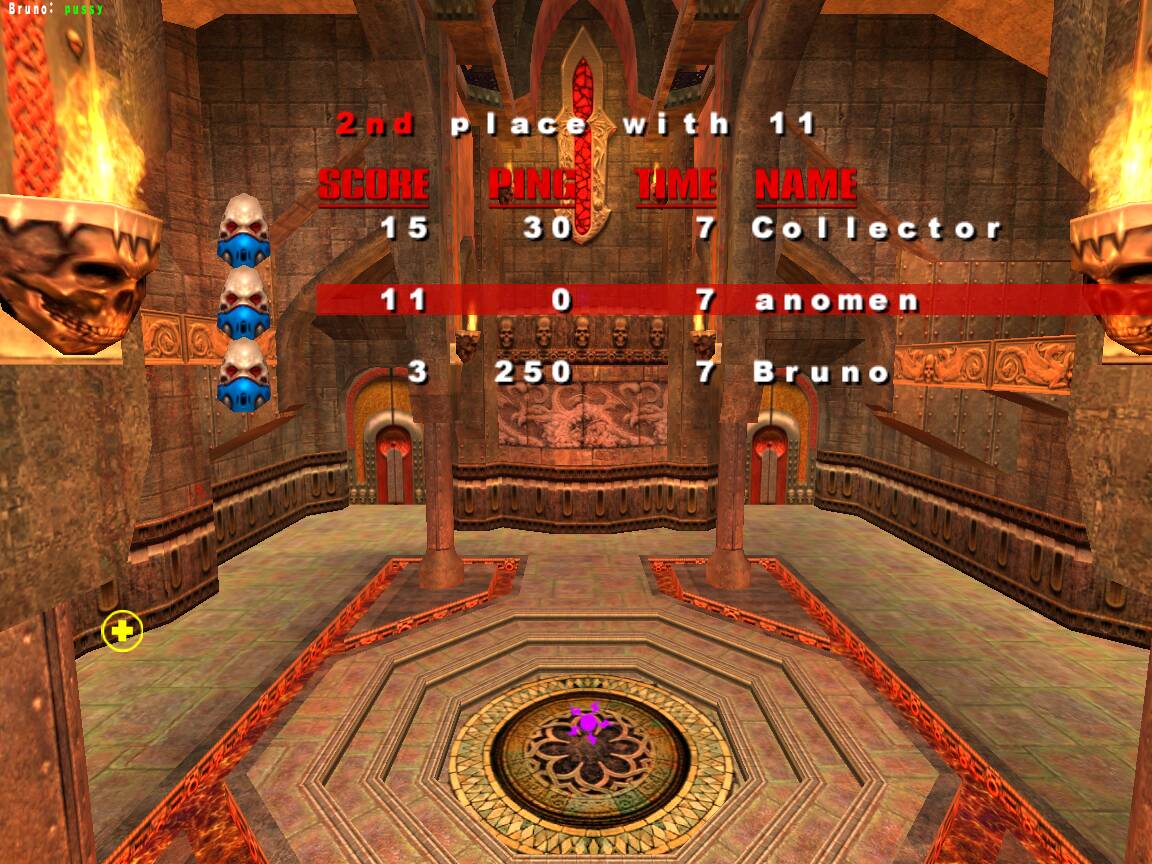 Bruno: pussy
2nd place with 11
SCORE PING TIME NAME
15 30 7 Collector
11 0 7 anomen
3 250 7 Bruno